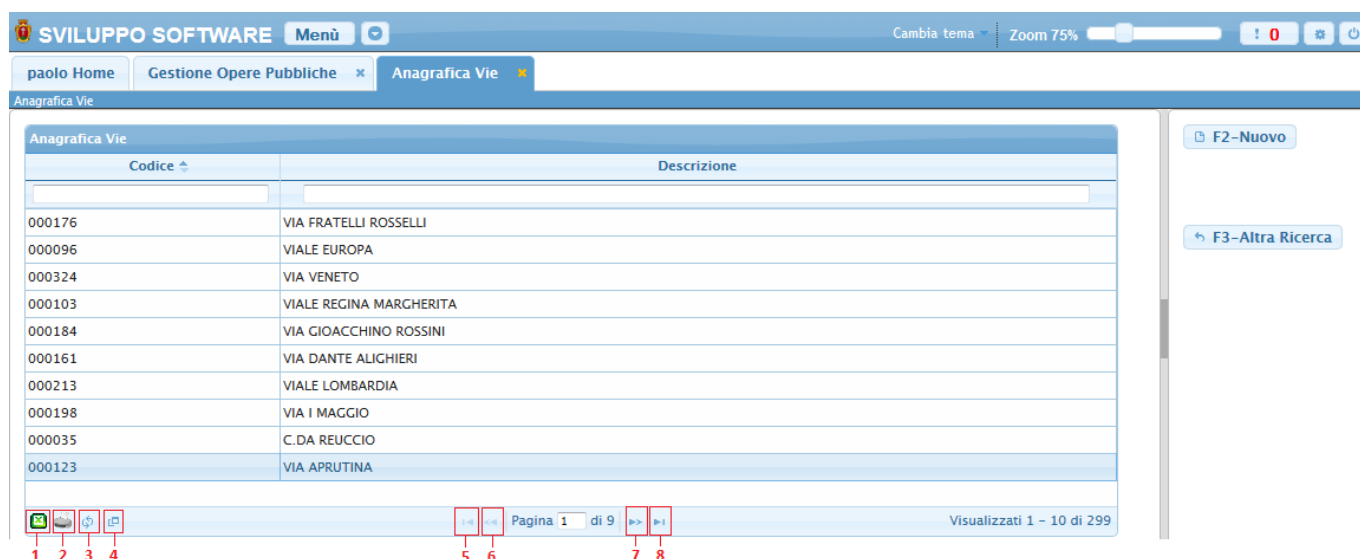 SVILUPPO SOFTWARE Menù Cambia tema Zoom 75% ! 0
paolo Home Gestione Opere Pubbliche × Anagrafica Vie ×
Anagrafica Vie
Anagrafica Vie
F2-Nuovo
Codice Descrizione
000176 VIA FRATELLI ROSSELLI
F3-Altra Ricerca
000096 VIALE EUROPA
000324 VIA VENETO
000103 VIALE REGINA MARGHERITA
000184 VIA GIOACCHINO ROSSINI
000161 VIA DANTE ALIGHIERI
000213 VIALE LOMBARDIA
000198 VIA I MAGGIO
000035 C.DA REUCCIO
000123 VIA APRUTINA
Pagina 1 di 9 Visualizzati 1 - 10 di 299
1 2 3 4 5 6 7 8